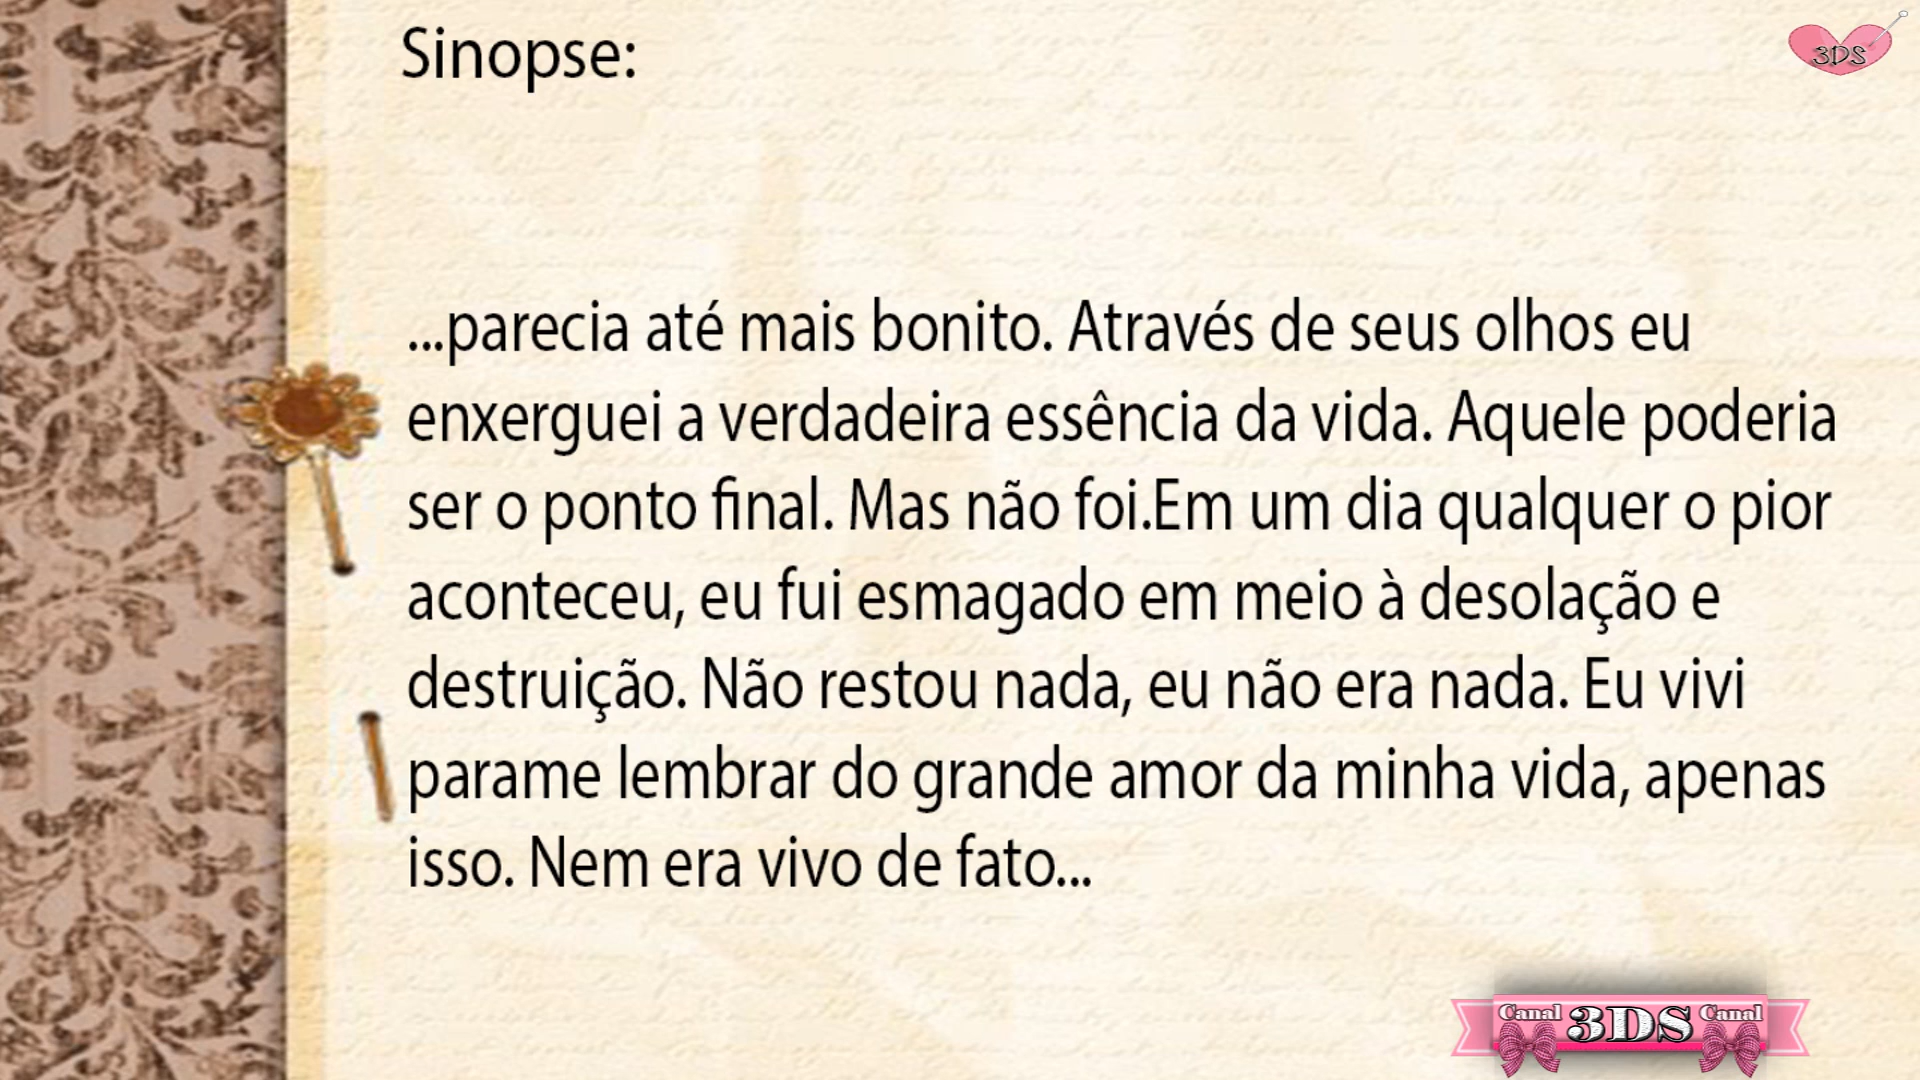 Sinopse:
3DS
...parecia até mais bonito. Através de seus olhos eu
enxerguei a verdadeira essência da vida. Aquele poderia
ser o ponto final. Mas não foi.Em um dia qualquer o pior
aconteceu, eu fui esmagado em meio à desolação e
destruição. Não restou nada, eu não era nada. Eu vivi
parame lembrar do grande amor da minha vida, apenas
isso. Nem era vivo de fato...
Canal 3DS Canal